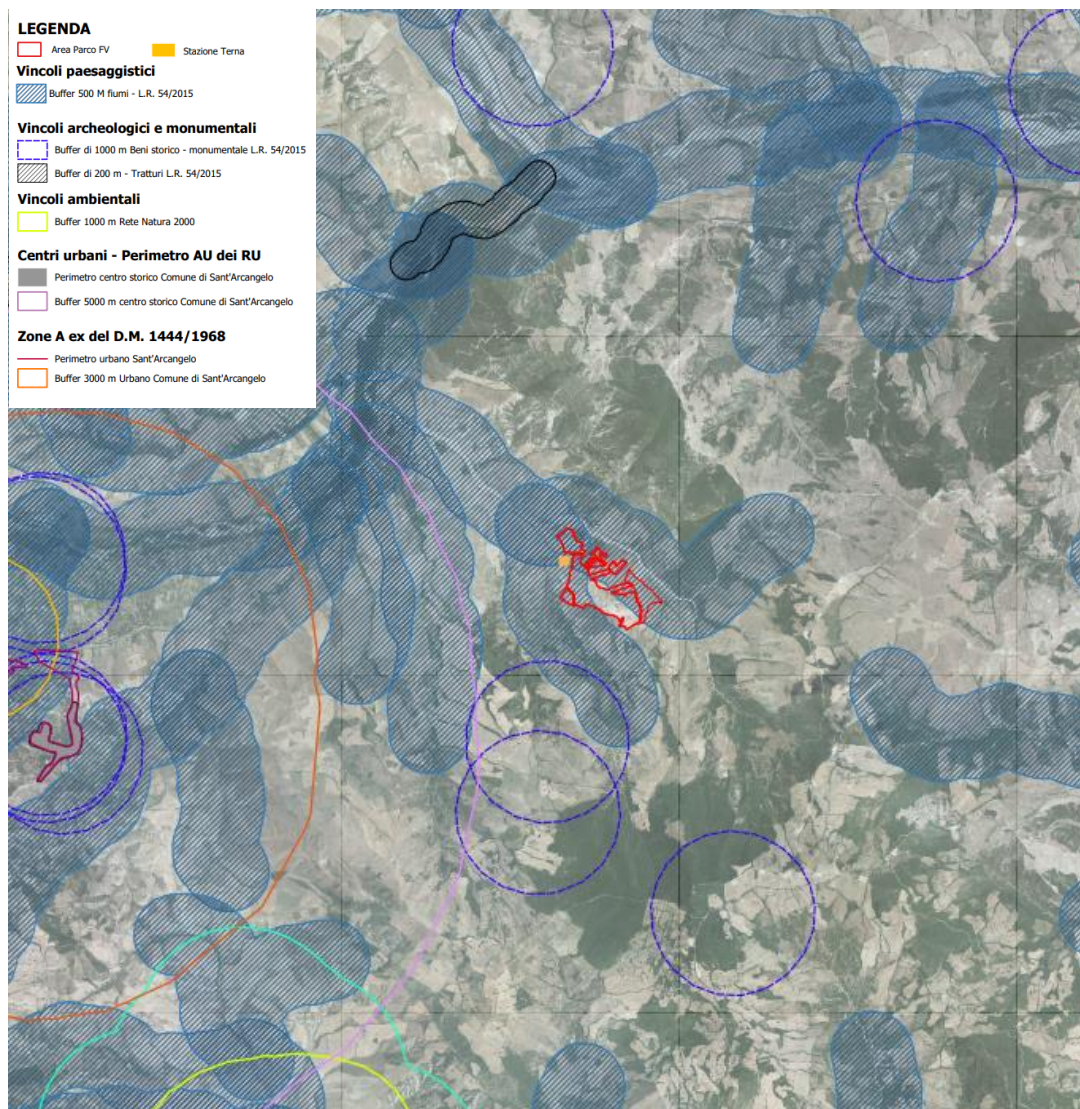 LEGENDA
Area Parco FV Stazione Terna
Vincoli paesaggistici
Buffer 500 M fiumi - L.R. 54/2015
Vincoli archeologici e monumentali
Buffer di 1000 m Beni storico - monumentale L.R. 54/2015
Buffer di 200 m - Tratturi L.R. 54/2015
Vincoli ambientali
Buffer 1000 m Rete Natura 2000
Centri urbani - Perimetro AU dei RU
Perimetro centro storico Comune di Sant'Arcangelo
Buffer 5000 m centro storico Comune di Sant'Arcangelo
Zone A ex del D.M. 1444/1968
Perimetro urbano Sant'Arcangelo
Buffer 3000 m Urbano Comune di Sant'Arcangelo